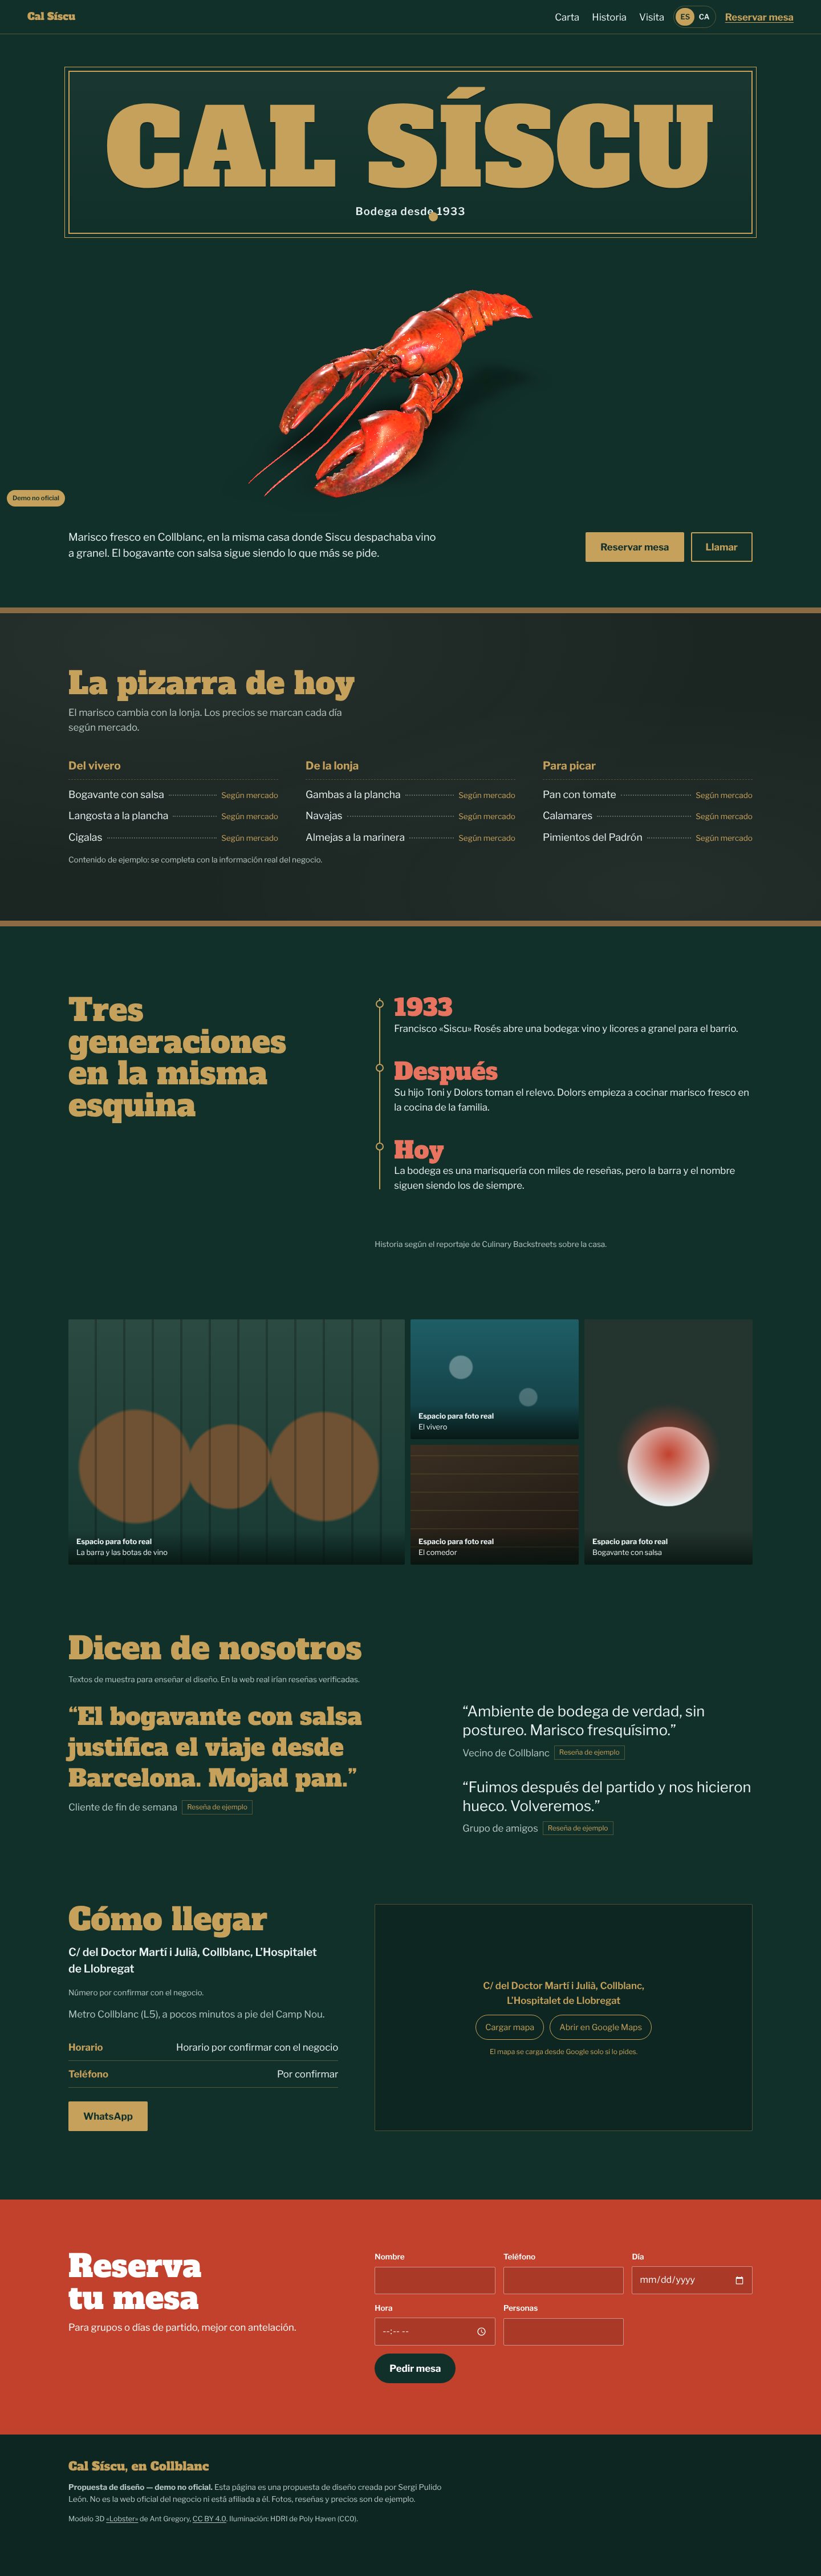 Cal Síscu
Carta
Historia
Visita
ES
CA
Reservar mesa
CAL SÍSCU
Bodega desde 1933
Demo no oficial
Marisco fresco en Collblanc, en la misma casa donde Siscu despachaba vino
a granel. El bogavante con salsa sigue siendo lo que más se pide.
Reservar mesa
Llamar
La pizarra de hoy
El marisco cambia con la lonja. Los precios se marcan cada día
según mercado.
Del vivero
Bogavante con salsa Según mercado
Langosta a la plancha Según mercado
Cigalas Según mercado
De la lonja
Gambas a la plancha Según mercado
Navajas Según mercado
Almejas a la marinera Según mercado
Para picar
Pan con tomate Según mercado
Calamares Según mercado
Pimientos del Padrón Según mercado
Contenido de ejemplo: se completa con la información real del negocio.
Tres
generaciones
en la misma
esquina
1933
Francisco «Siscu» Rosés abre una bodega: vino y licores a granel para el barrio.
Después
Su hijo Toni y Dolors toman el relevo. Dolors empieza a cocinar marisco fresco en
la cocina de la familia.
Hoy
La bodega es una marisquería con miles de reseñas, pero la barra y el nombre
siguen siendo los de siempre.
Historia según el reportaje de Culinary Backstreets sobre la casa.
Espacio para foto real
La barra y las botas de vino
Espacio para foto real
El vivero
Espacio para foto real
El comedor
Espacio para foto real
Bogavante con salsa
Dicen de nosotros
Textos de muestra para enseñar el diseño. En la web real irían reseñas verificadas.
“El bogavante con salsa
justifica el viaje desde
Barcelona. Mojad pan.”
Cliente de fin de semana Reseña de ejemplo
“Ambiente de bodega de verdad, sin
postureo. Marisco fresquísimo.”
Vecino de Collblanc Reseña de ejemplo
“Fuimos después del partido y nos hicieron
hueco. Volveremos.”
Grupo de amigos Reseña de ejemplo
Cómo llegar
C/ del Doctor Martí i Julià, Collblanc, L’Hospitalet
de Llobregat
Número por confirmar con el negocio.
Metro Collblanc (L5), a pocos minutos a pie del Camp Nou.
Horario Horario por confirmar con el negocio
Teléfono Por confirmar
WhatsApp
C/ del Doctor Martí i Julià, Collblanc,
L’Hospitalet de Llobregat
Cargar mapa
Abrir en Google Maps
El mapa se carga desde Google solo si lo pides.
Reserva
tu mesa
Para grupos o días de partido, mejor con antelación.
Nombre
Teléfono
Día
mm/dd/yyyy
Hora
--:-- --
Personas
Pedir mesa
Cal Síscu, en Collblanc
Propuesta de diseño — demo no oficial. Esta página es una propuesta de diseño creada por Sergi Pulido
León. No es la web oficial del negocio ni está afiliada a él. Fotos, reseñas y precios son de ejemplo.
Modelo 3D «Lobster» de Ant Gregory, CC BY 4.0. Iluminación: HDRI de Poly Haven (CC0).